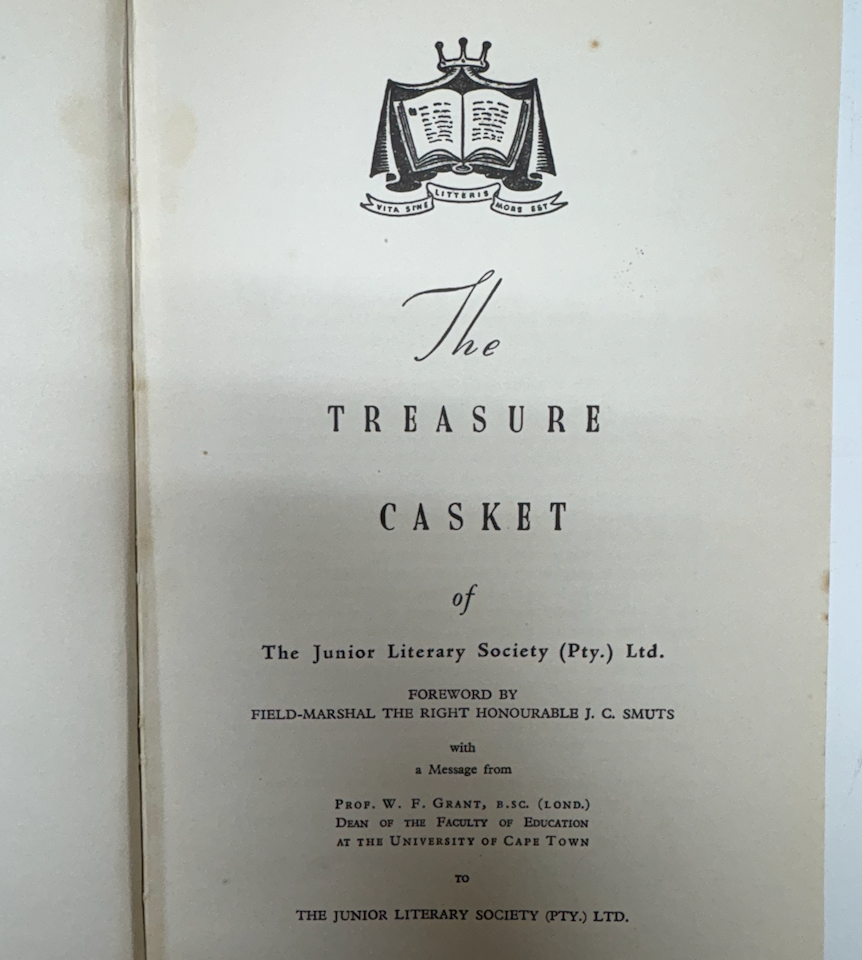 VITA SINE LITTERIS MORS EST
The
TREASURE
CASKET
of
The Junior Literary Society (Pty.) Ltd.
FOREWORD BY
FIELD-MARSHAL THE RIGHT HONOURABLE J. C. SMUTS
with
a Message from
PROF. W. F. GRANT, B.SC. (LOND.)
DEAN OF THE FACULTY OF EDUCATION
AT THE UNIVERSITY OF CAPE TOWN
TO
THE JUNIOR LITERARY SOCIETY (PTY.) LTD.